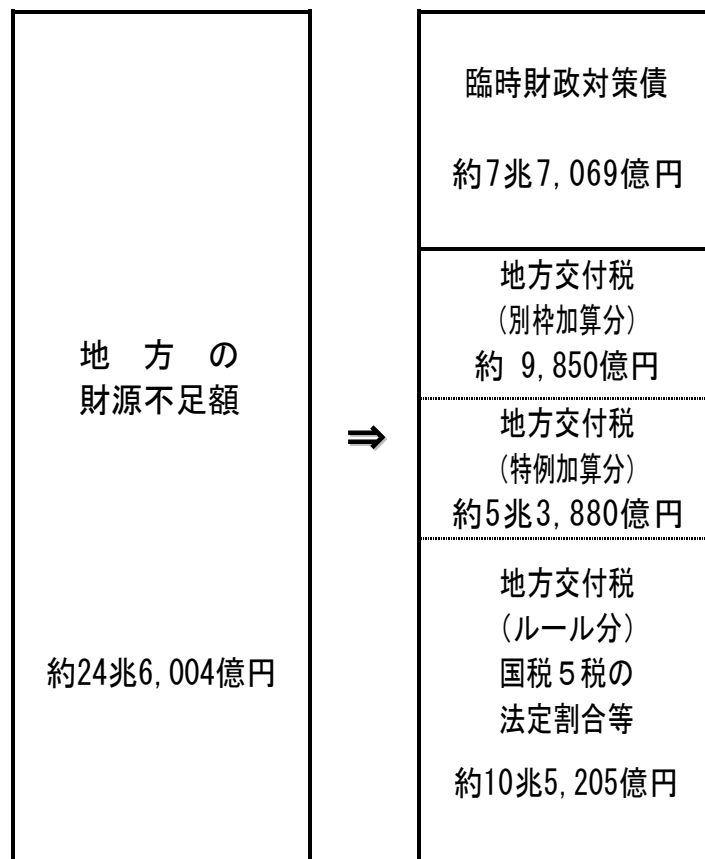 地　方　の
財源不足額
約24兆6,004億円
⇒
臨時財政対策債
約7兆7,069億円
地方交付税
（別枠加算分）
約 9,850億円
地方交付税
（特例加算分）
約5兆3,880億円
地方交付税
（ルール分）
国税５税の
法定割合等
約10兆5,205億円